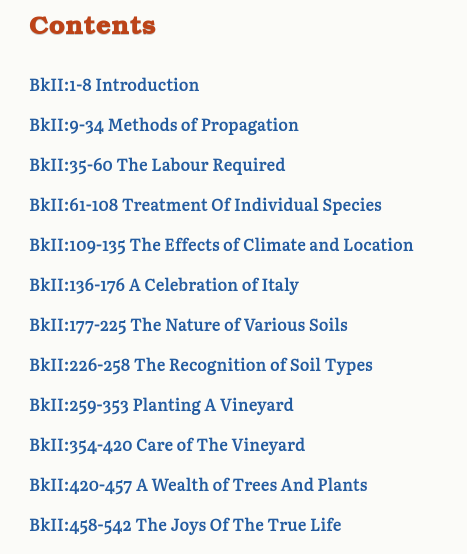 Contents
BkII:1-8 Introduction
BkII:9-34 Methods of Propagation
BkII:35-60 The Labour Required
BkII:61-108 Treatment Of Individual Species
BkII:109-135 The Effects of Climate and Location
BkII:136-176 A Celebration of Italy
BkII:177-225 The Nature of Various Soils
BkII:226-258 The Recognition of Soil Types
BkII:259-353 Planting A Vineyard
BkII:354-420 Care of The Vineyard
BkII:420-457 A Wealth of Trees And Plants
BkII:458-542 The Joys Of The True Life